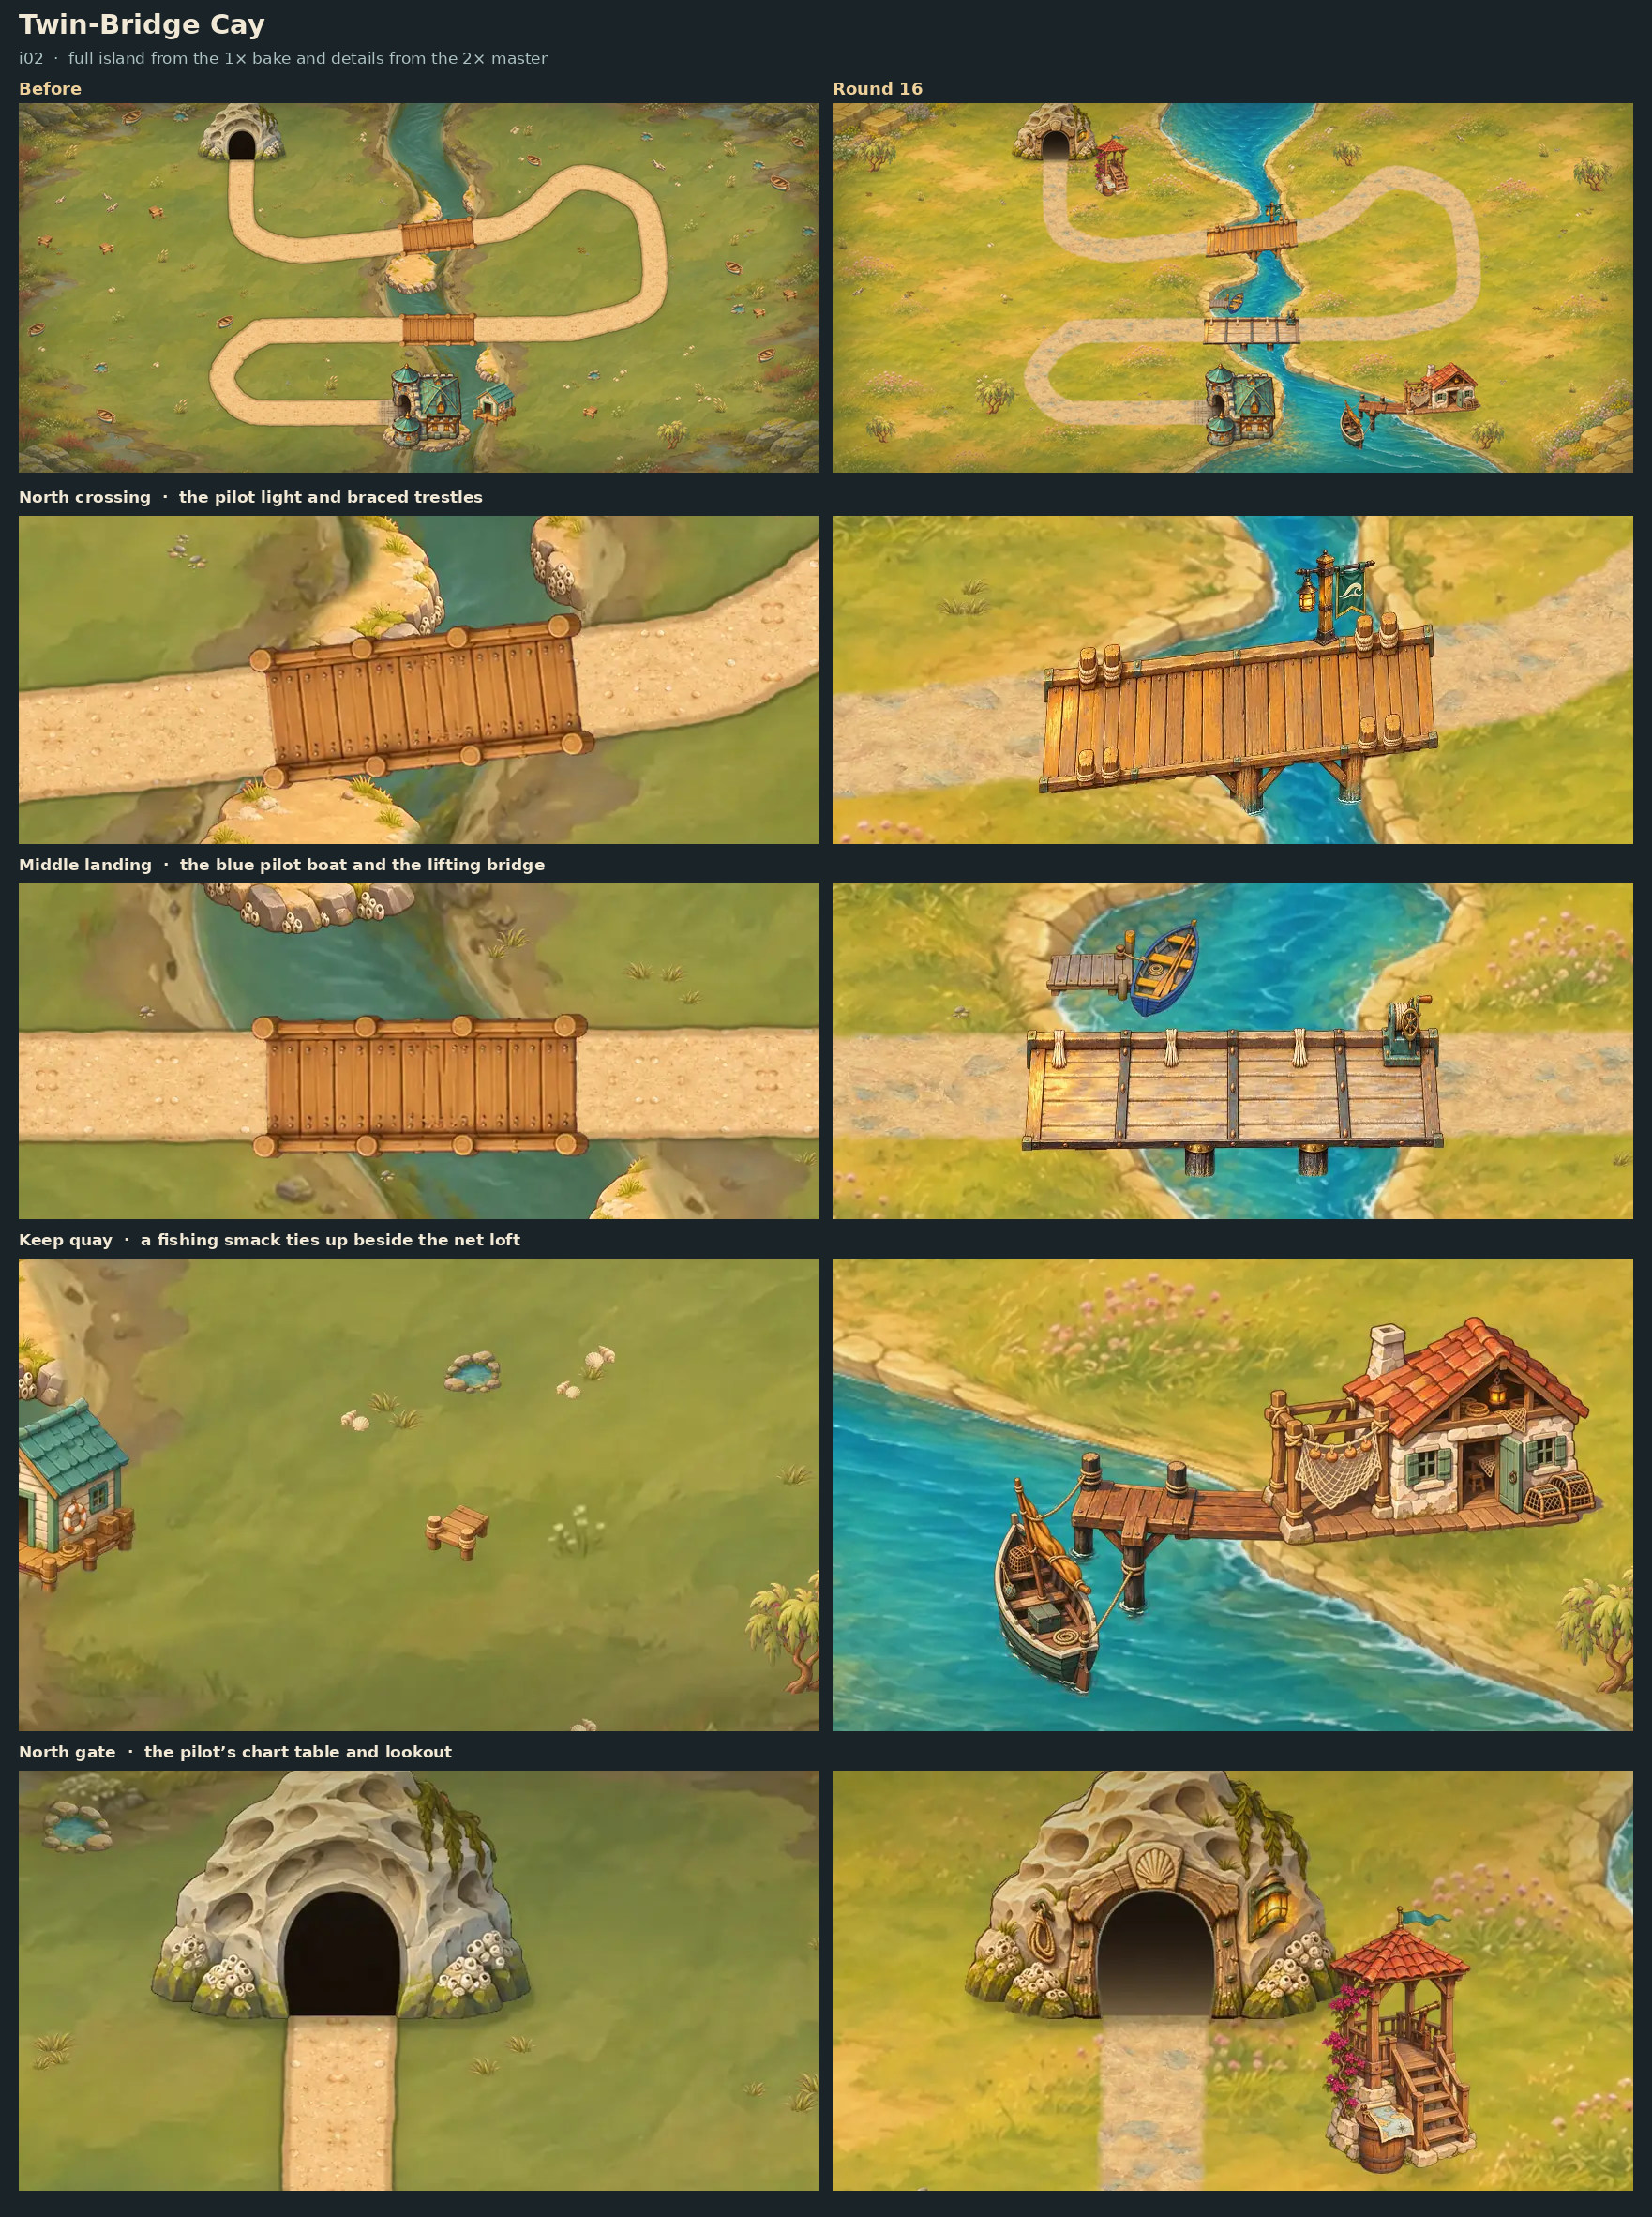 Twin-Bridge Cay
i02 · full island from the 1× bake and details from the 2× master
Before
Round 16
North crossing · the pilot light and braced trestles
Middle landing · the blue pilot boat and the lifting bridge
Keep quay · a fishing smack ties up beside the net loft
North gate · the pilot’s chart table and lookout